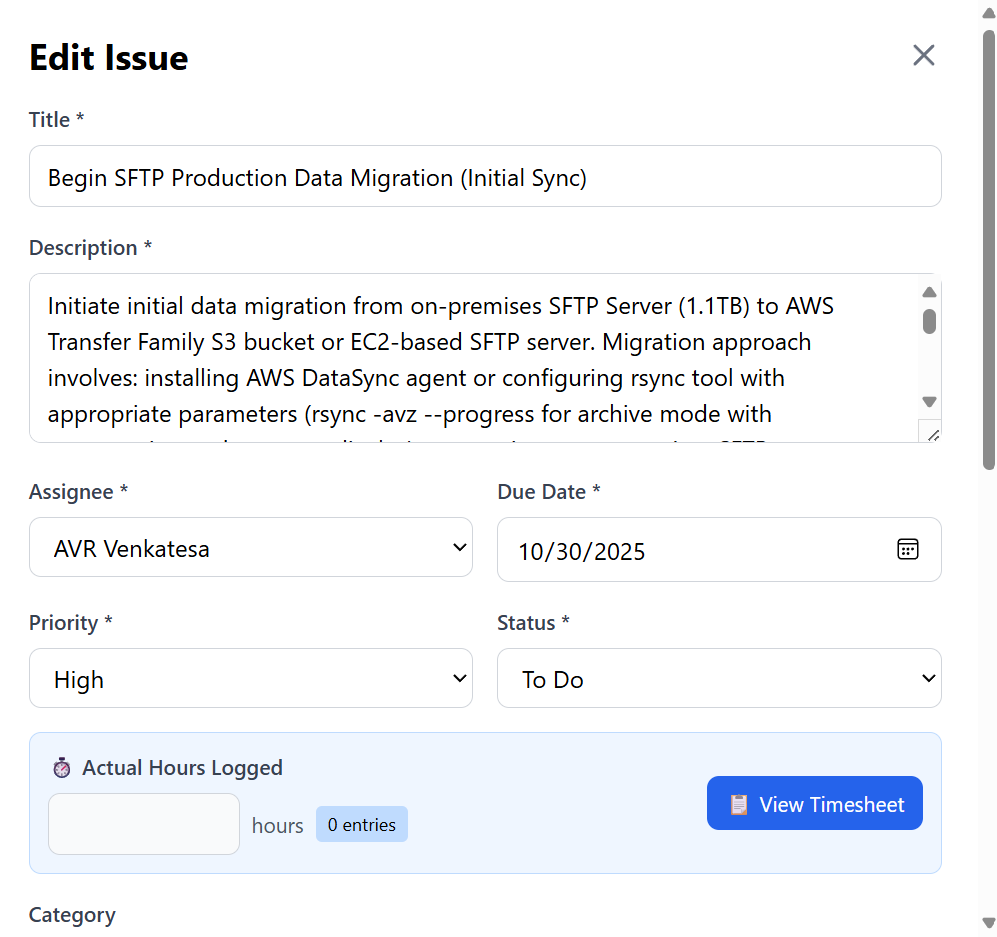 Edit Issue
Title *
Begin SFTP Production Data Migration (Initial Sync)
Description *
Initiate initial data migration from on-premises SFTP Server (1.1TB) to AWS
Transfer Family S3 bucket or EC2-based SFTP server. Migration approach
involves: installing AWS DataSync agent or configuring rsync tool with
appropriate parameters (rsync -avz --progress for archive mode with
Assignee *
Due Date *
AVR Venkatesa
10/30/2025
Priority *
Status *
High
To Do
Actual Hours Logged
hours
0 entries
View Timesheet
Category